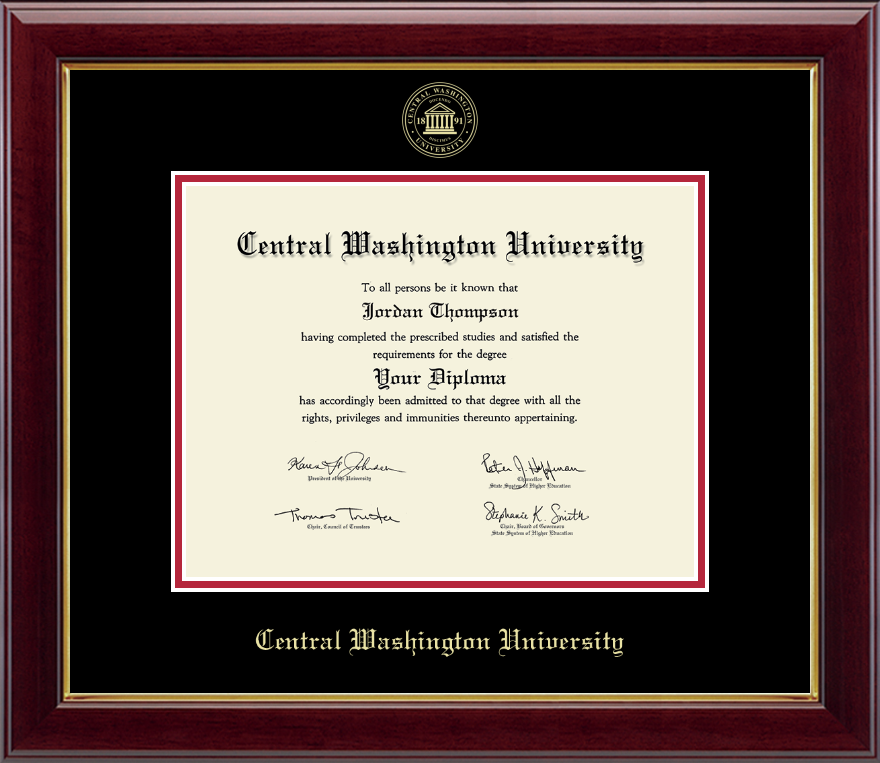 CENTRAL WASHINGTON
DOCENDO
18 91
DISCIMUS
UNIVERSITY
Central Washington University
To all persons be it known that
Jordan Thompson
having completed the prescribed studies and satisfied the
requirements for the degree
Your Diploma
has accordingly been admitted to that degree with all the
rights, privileges and immunities thereunto appertaining.
Karen F. Johnsen
President of the University
Peter J. Hoffman
Chancellor
State System of Higher Education
Thomas Truster
Chair, Council of Trustees
Stephanie K. Smith
Chair, Board of Governors
State System of Higher Education
Central Washington University